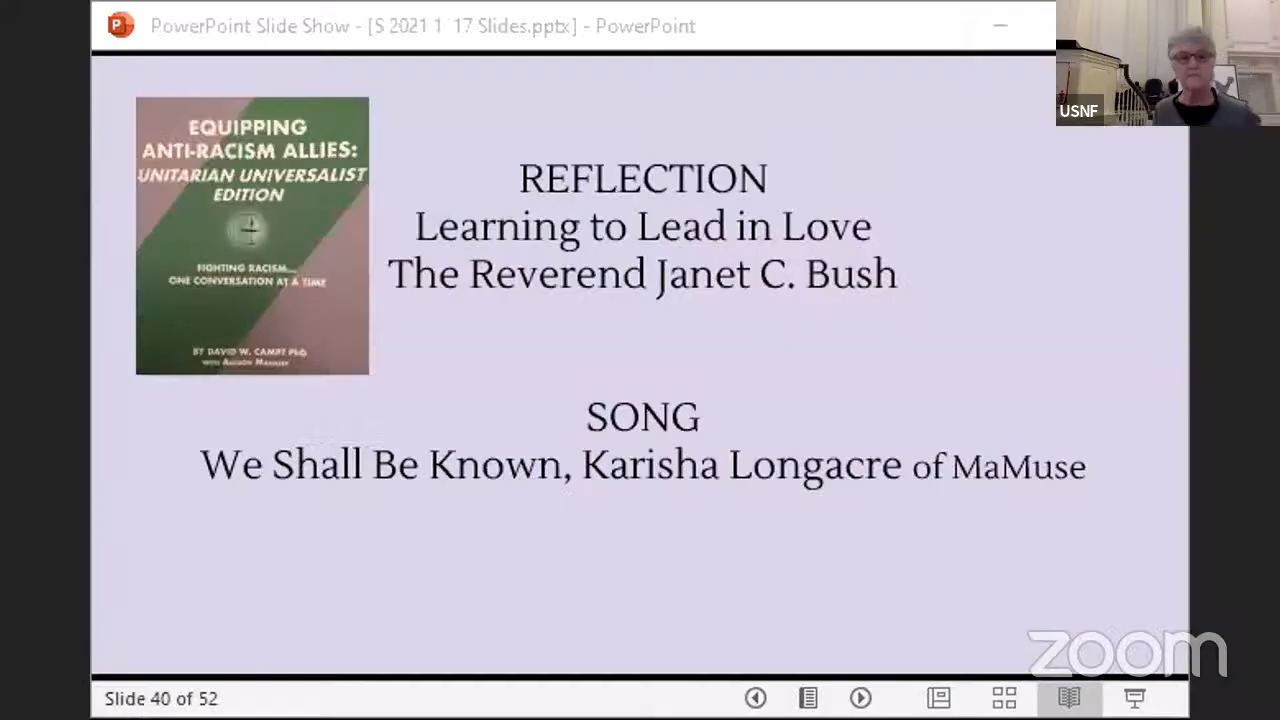 PowerPoint Slide Show - [S 2021 1 17 Slides.pptx] - PowerPoint
USNF
EQUIPPING
ANTI-RACISM ALLIES:
UNITARIAN UNIVERSALIST
EDITION
FIGHTING RACISM...
ONE CONVERSATION AT A TIME
BY DAVID W. CAMPT PhD
REFLECTION
Learning to Lead in Love
The Reverend Janet C. Bush
SONG
We Shall Be Known, Karisha Longacre of MaMuse
zoom
Slide 40 of 52